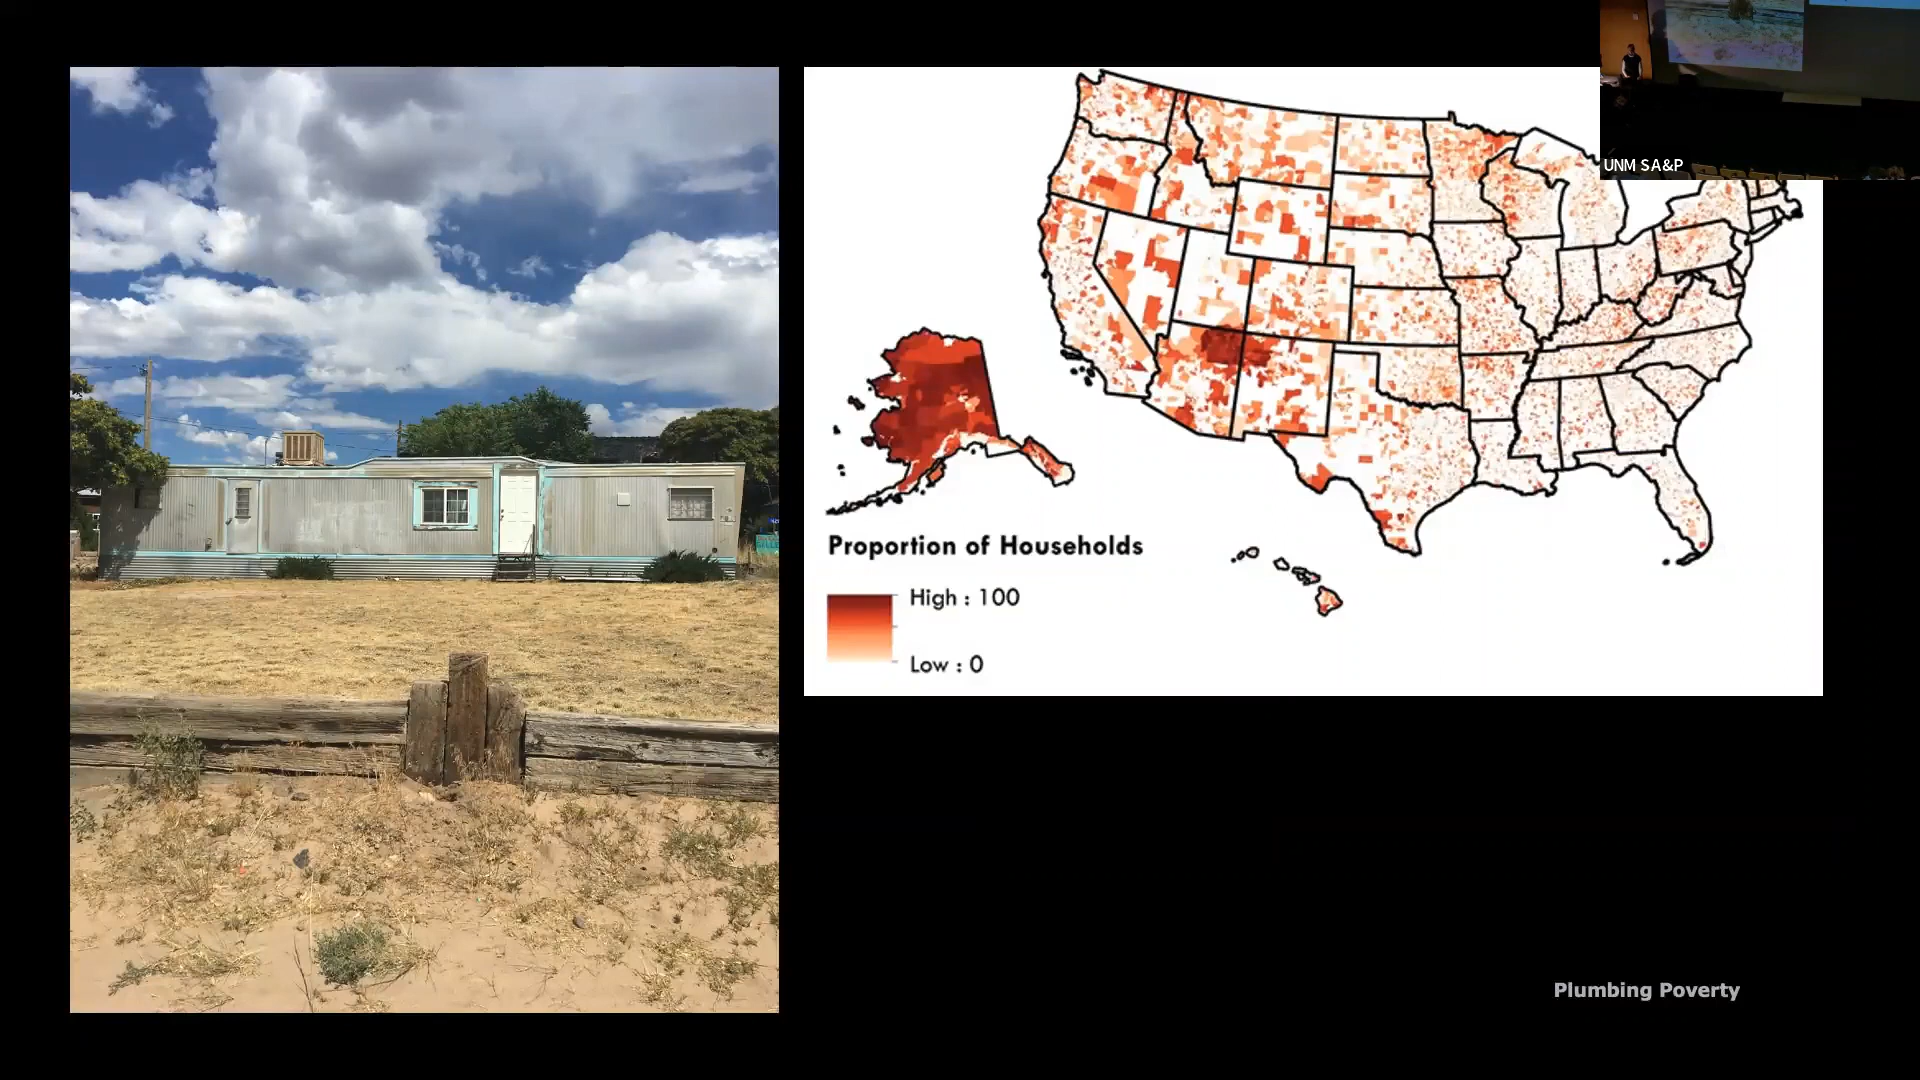 UNM SA&P
Proportion of Households
High : 100
Low : 0
Plumbing Poverty